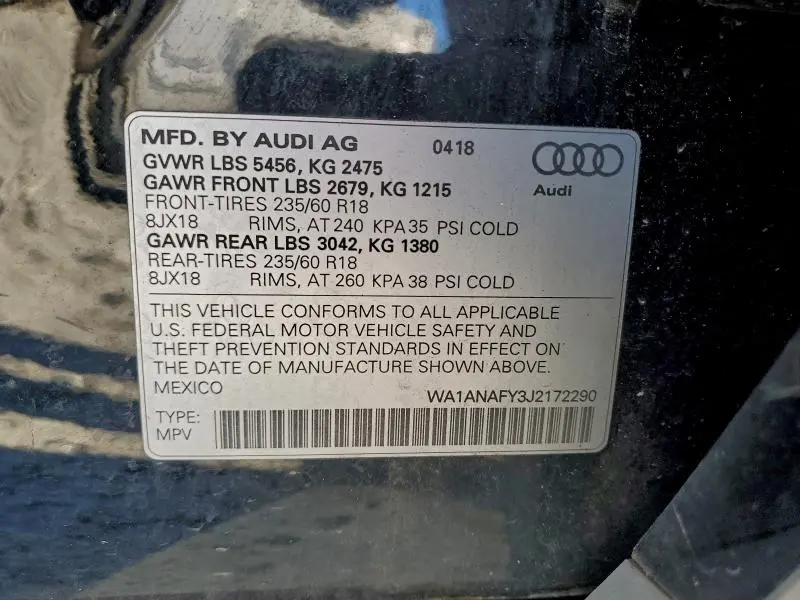 MFD. BY AUDI AG 0418
GVWR LBS 5456, KG 2475
GAWR FRONT LBS 2679, KG 1215
FRONT-TIRES 235/60 R18
8JX18 RIMS, AT 240 KPA 35 PSI COLD
GAWR REAR LBS 3042, KG 1380
REAR-TIRES 235/60 R18
8JX18 RIMS, AT 260 KPA 38 PSI COLD
Audi
THIS VEHICLE CONFORMS TO ALL APPLICABLE
U.S. FEDERAL MOTOR VEHICLE SAFETY AND
THEFT PREVENTION STANDARDS IN EFFECT ON
THE DATE OF MANUFACTURE SHOWN ABOVE.
MEXICO WA1ANAFY3J2172290
TYPE:
MPV